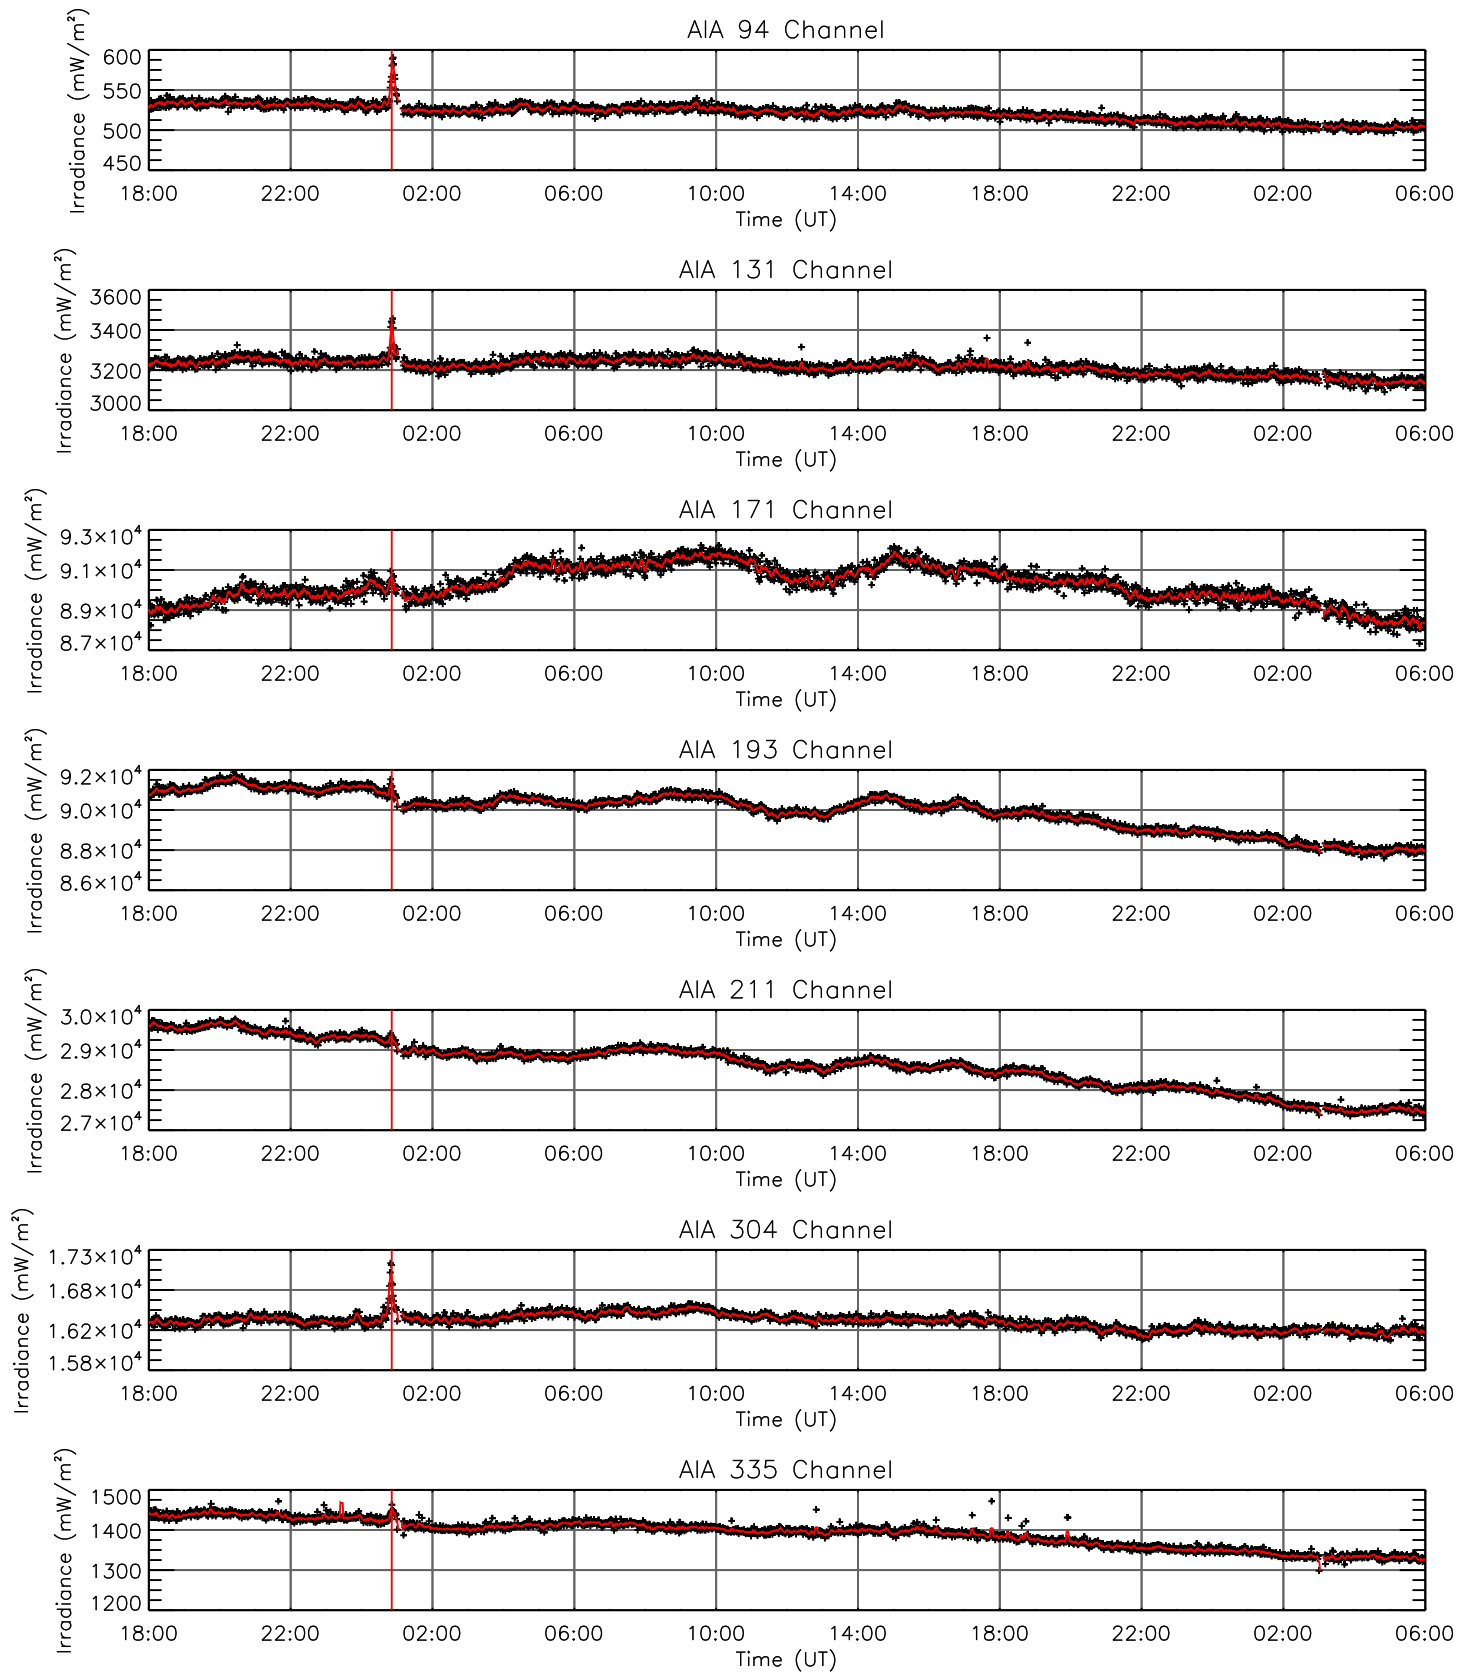 AIA 94 Channel
Irradiance (mW/m²)
600
550
500
450
18:00 22:00 02:00 06:00 10:00 14:00 18:00 22:00 02:00 06:00
Time (UT)
AIA 131 Channel
Irradiance (mW/m²)
3600
3400
3200
3000
18:00 22:00 02:00 06:00 10:00 14:00 18:00 22:00 02:00 06:00
Time (UT)
AIA 171 Channel
Irradiance (mW/m²)
9.3×10⁴
9.1×10⁴
8.9×10⁴
8.7×10⁴
18:00 22:00 02:00 06:00 10:00 14:00 18:00 22:00 02:00 06:00
Time (UT)
AIA 193 Channel
Irradiance (mW/m²)
9.2×10⁴
9.0×10⁴
8.8×10⁴
8.6×10⁴
18:00 22:00 02:00 06:00 10:00 14:00 18:00 22:00 02:00 06:00
Time (UT)
AIA 211 Channel
Irradiance (mW/m²)
3.0×10⁴
2.9×10⁴
2.8×10⁴
2.7×10⁴
18:00 22:00 02:00 06:00 10:00 14:00 18:00 22:00 02:00 06:00
Time (UT)
AIA 304 Channel
Irradiance (mW/m²)
1.73×10⁴
1.68×10⁴
1.62×10⁴
1.58×10⁴
18:00 22:00 02:00 06:00 10:00 14:00 18:00 22:00 02:00 06:00
Time (UT)
AIA 335 Channel
Irradiance (mW/m²)
1500
1400
1300
1200
18:00 22:00 02:00 06:00 10:00 14:00 18:00 22:00 02:00 06:00
Time (UT)